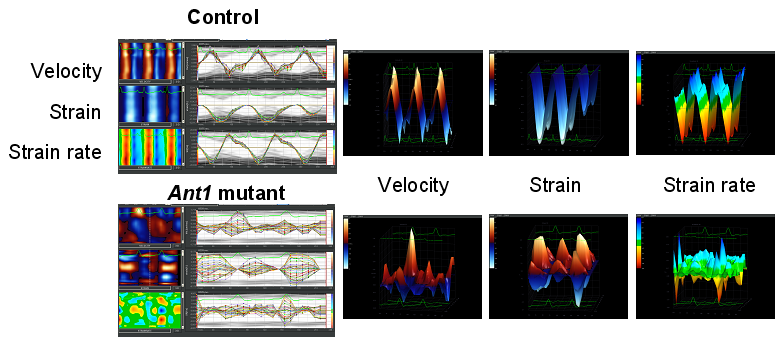 Control
Velocity
Strain
Strain rate
Velocity
Strain
Strain rate
Ant1 mutant